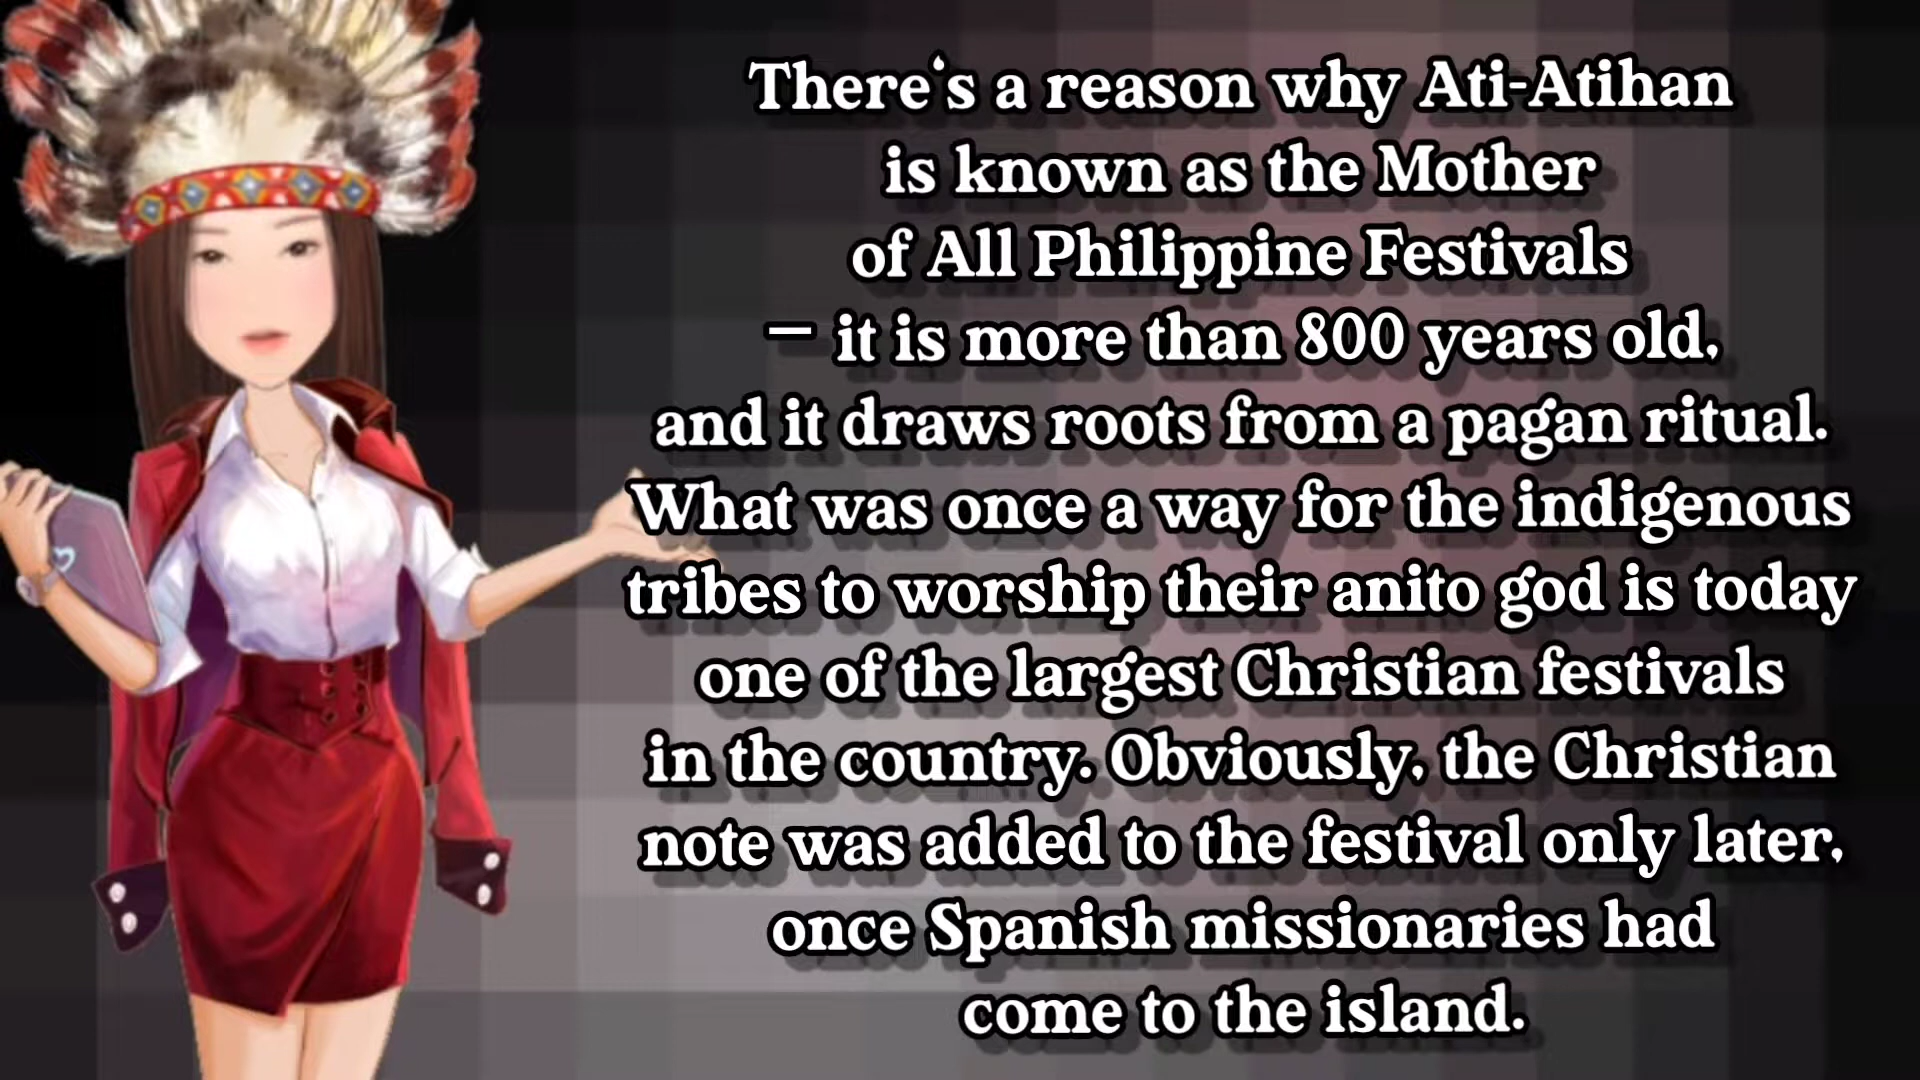 There's a reason why Ati-Atihan
is known as the Mother
of All Philippine Festivals
— it is more than 800 years old,
and it draws roots from a pagan ritual.
What was once a way for the indigenous
tribes to worship their anito god is today
one of the largest Christian festivals
in the country. Obviously, the Christian
note was added to the festival only later,
once Spanish missionaries had
come to the island.